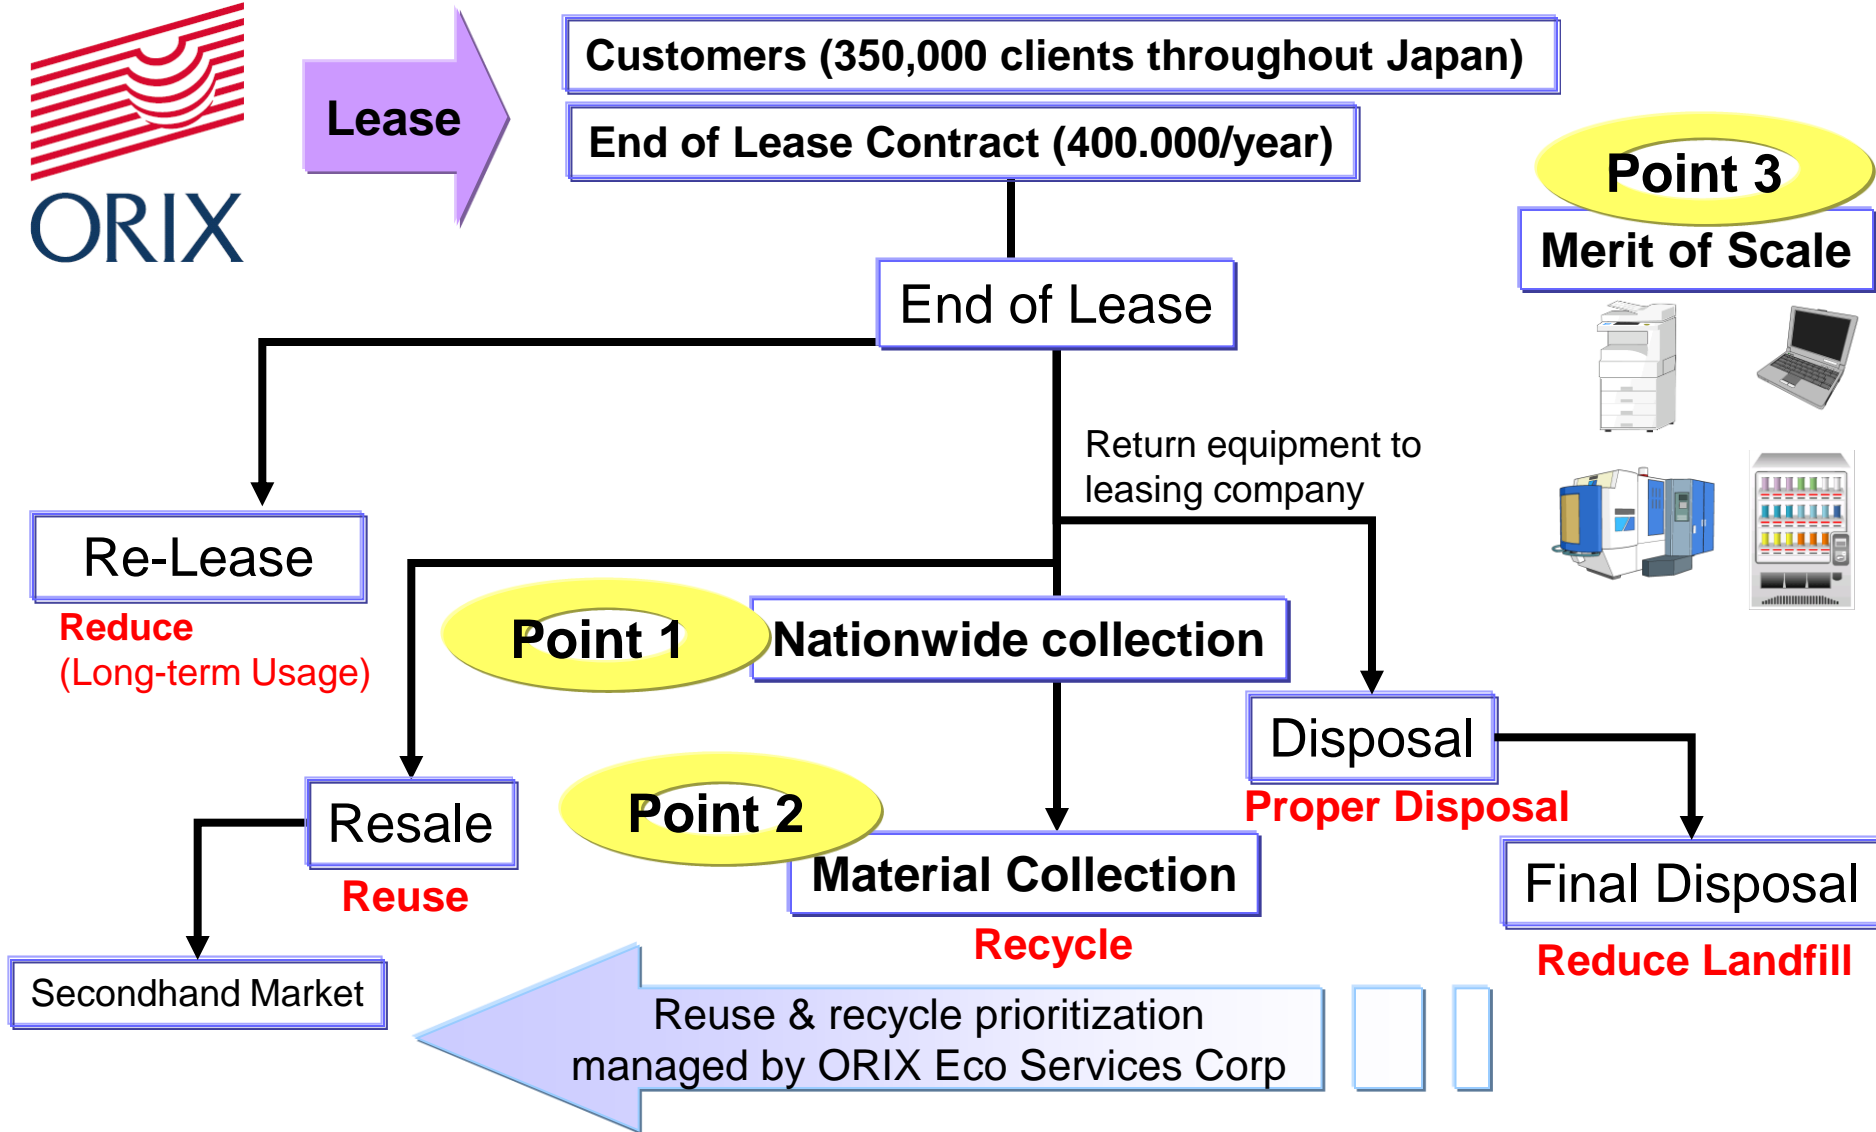 ORIX
Lease
Customers (350,000 clients throughout Japan)
End of Lease Contract (400.000/year)
Point 3
Merit of Scale
End of Lease
Return equipment to
leasing company
Re-Lease
Reduce
(Long-term Usage)
Point 1
Nationwide collection
Disposal
Proper Disposal
Resale
Reuse
Point 2
Material Collection
Recycle
Final Disposal
Reduce Landfill
Secondhand Market
Reuse & recycle prioritization
managed by ORIX Eco Services Corp